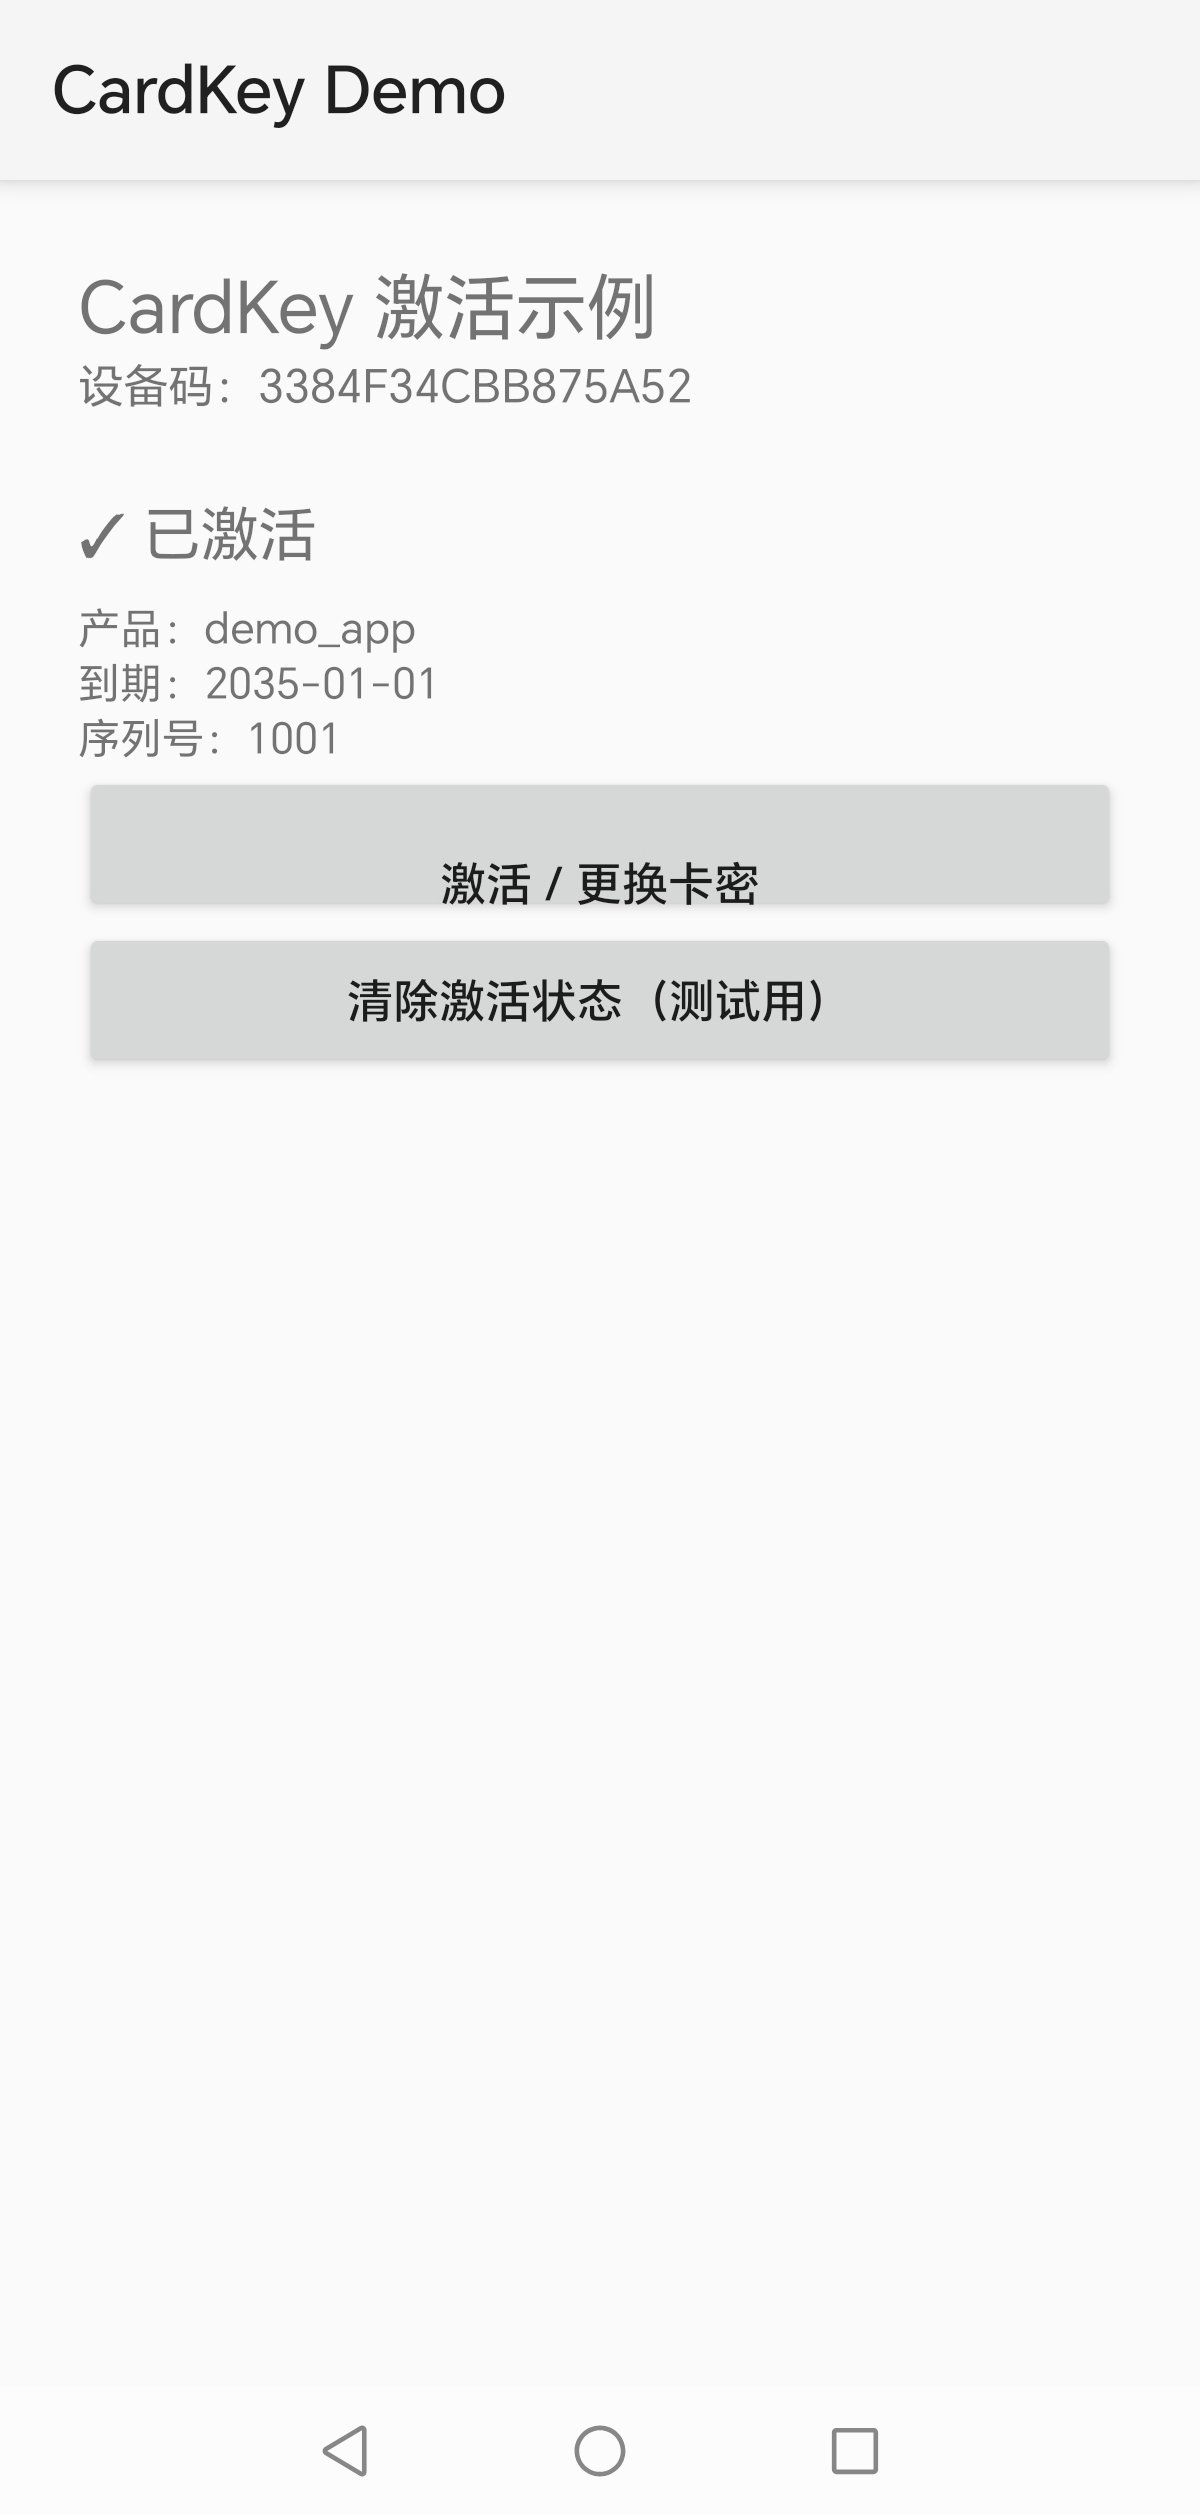 CardKey Demo
CardKey 激活示例
设备码：3384F34CBB875A52
✓ 已激活
产品：demo_app
到期：2035-01-01
序列号：1001
激活 / 更换卡密
清除激活状态（测试用）